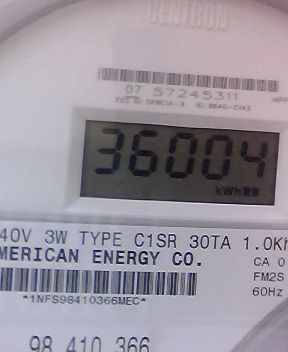 CENTRON
07 57245311
36004
kWh
40V 3W TYPE C1SR 30TA 1.0Kh
MERICAN ENERGY CO.
CA 0
FM2S
60Hz
*1NFS98410366MEC*
98 410 366